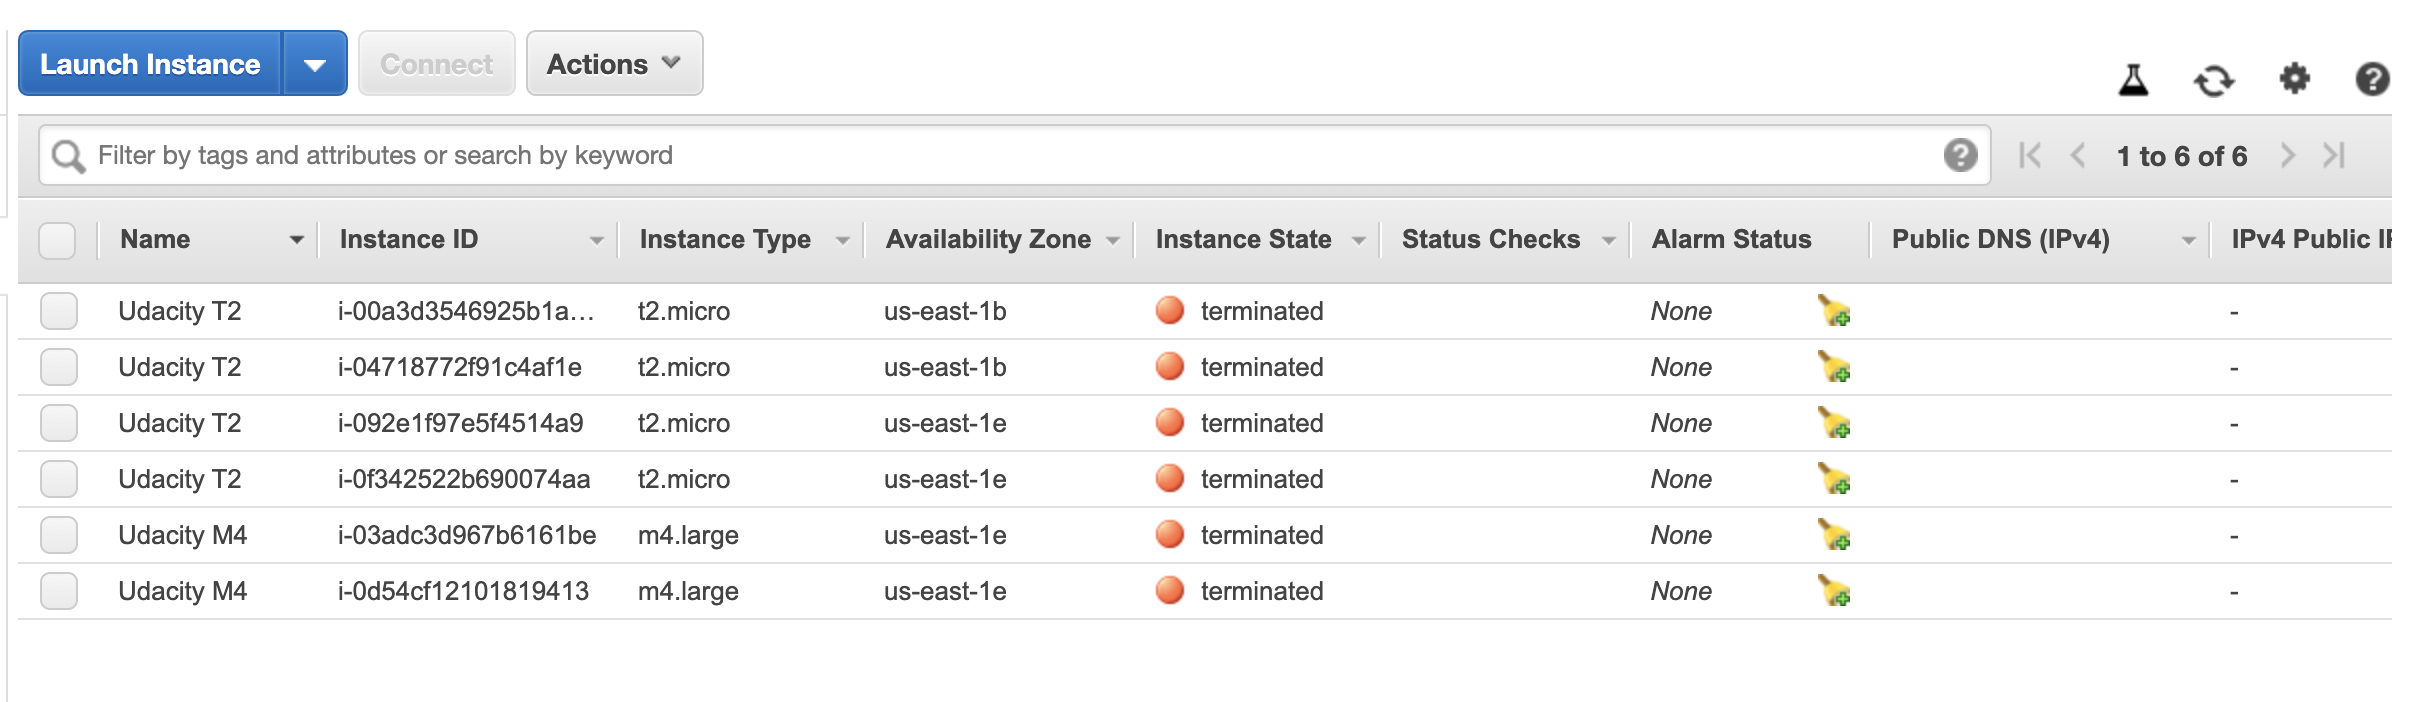 Launch Instance Connect Actions
Filter by tags and attributes or search by keyword ? 1 to 6 of 6
Name Instance ID Instance Type Availability Zone Instance State Status Checks Alarm Status Public DNS (IPv4) IPv4 Public
Udacity T2 i-00a3d3546925b1a… t2.micro us-east-1b terminated None -
Udacity T2 i-04718772f91c4af1e t2.micro us-east-1b terminated None -
Udacity T2 i-092e1f97e5f4514a9 t2.micro us-east-1e terminated None -
Udacity T2 i-0f342522b690074aa t2.micro us-east-1e terminated None -
Udacity M4 i-03adc3d967b6161be m4.large us-east-1e terminated None -
Udacity M4 i-0d54cf12101819413 m4.large us-east-1e terminated None -